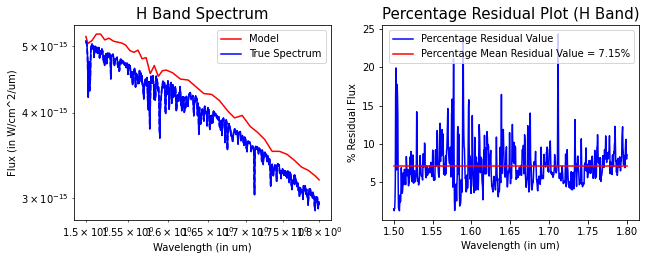 H Band Spectrum
Model
True Spectrum
5 × 10⁻¹⁵
4 × 10⁻¹⁵
3 × 10⁻¹⁵
Flux (in W/cm^2/um)
1.5 × 10⁰
Wavelength (in um)
Percentage Residual Plot (H Band)
Percentage Residual Value
Percentage Mean Residual Value = 7.15%
25
20
15
10
5
% Residual Flux
1.50 1.55 1.60 1.65 1.70 1.75 1.80
Wavelength (in um)